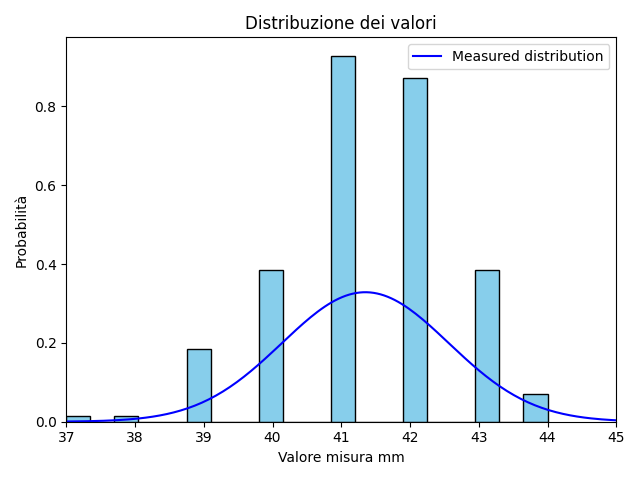 Distribuzione dei valori
Measured distribution
Probabilità
0.8
0.6
0.4
0.2
0.0
37 38 39 40 41 42 43 44 45
Valore misura mm